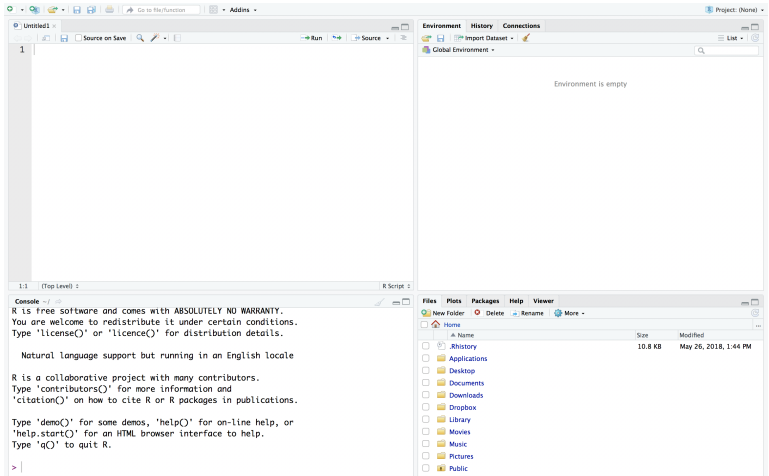 Go to file/function
Addins
Project: (None)
Untitled1
Source on Save
Run
Source
1
1:1
(Top Level)
R Script
Console ~/
R is free software and comes with ABSOLUTELY NO WARRANTY.
You are welcome to redistribute it under certain conditions.
Type 'license()' or 'licence()' for distribution details.
Natural language support but running in an English locale
R is a collaborative project with many contributors.
Type 'contributors()' for more information and
'citation()' on how to cite R or R packages in publications.
Type 'demo()' for some demos, 'help()' for on-line help, or
'help.start()' for an HTML browser interface to help.
Type 'q()' to quit R.
>
Environment History Connections
Import Dataset
List
Global Environment
Environment is empty
Files Plots Packages Help Viewer
New Folder Delete Rename More
Home
...
Name Size Modified
.Rhistory 10.8 KB May 26, 2018, 1:44 PM
Applications
Desktop
Documents
Downloads
Dropbox
Library
Movies
Music
Pictures
Public